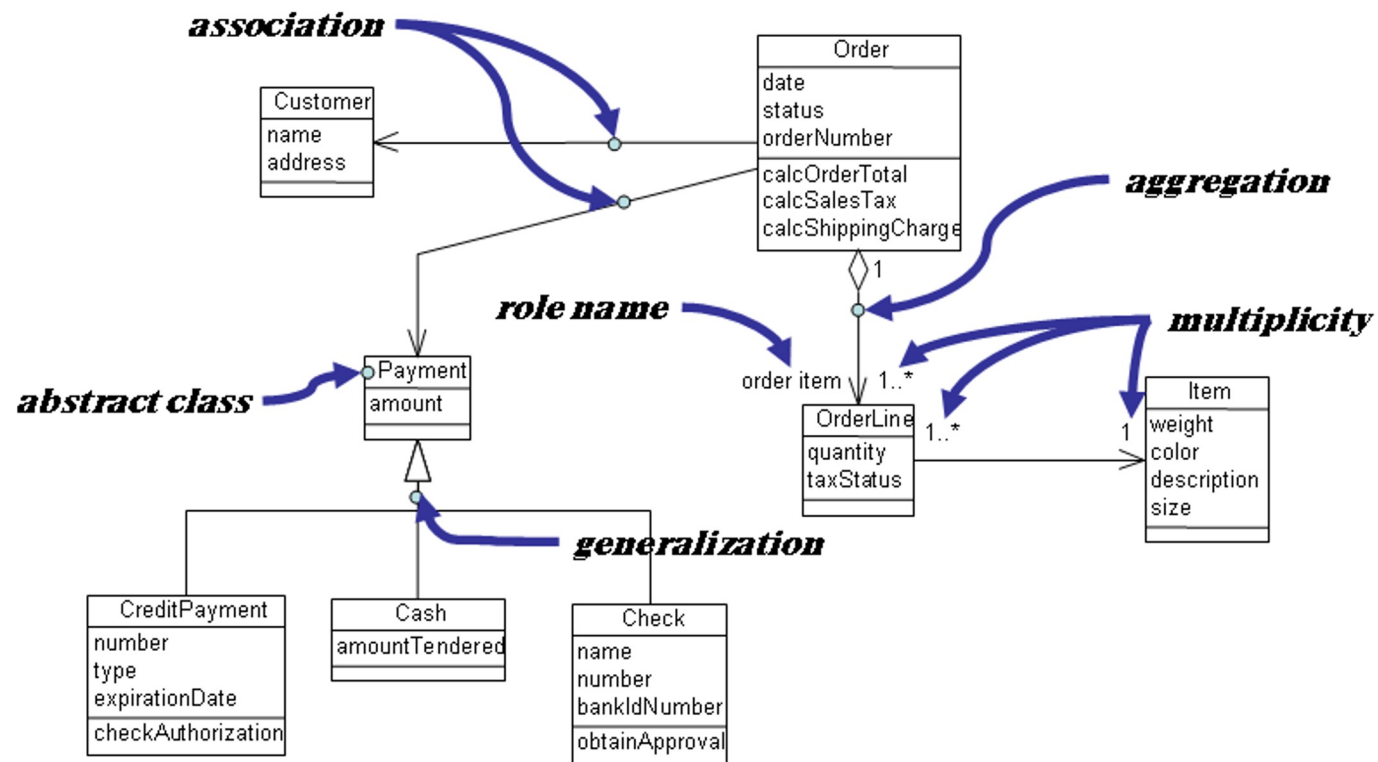 association
Order
date
status
orderNumber
calcOrderTotal
calcSalesTax
calcShippingCharge
Customer
name
address
aggregation
1
role name
multiplicity
order item
1..*
abstract class
Payment
amount
OrderLine
quantity
taxStatus
1..*
1
Item
weight
color
description
size
generalization
CreditPayment
number
type
expirationDate
checkAuthorization
Cash
amountTendered
Check
name
number
bankIdNumber
obtainApproval